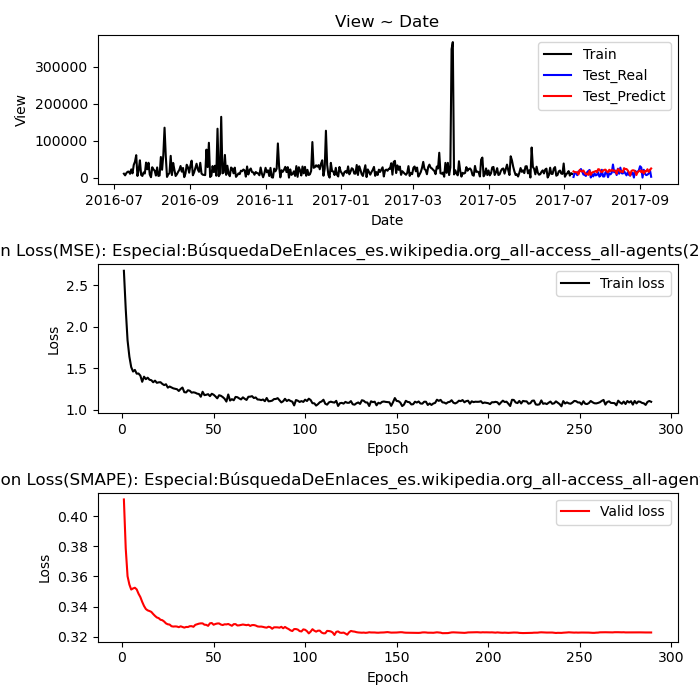 View ~ Date
300000
200000
100000
0
View
Train
Test_Real
Test_Predict
2016-07 2016-09 2016-11 2017-01 2017-03 2017-05 2017-07 2017-09
Date
n Loss(MSE): Especial:BúsquedaDeEnlaces_es.wikipedia.org_all-access_all-agents(2
2.5
2.0
1.5
1.0
Loss
Train loss
0 50 100 150 200 250 300
Epoch
on Loss(SMAPE): Especial:BúsquedaDeEnlaces_es.wikipedia.org_all-access_all-agen
0.40
0.38
0.36
0.34
0.32
Loss
Valid loss
0 50 100 150 200 250 300
Epoch